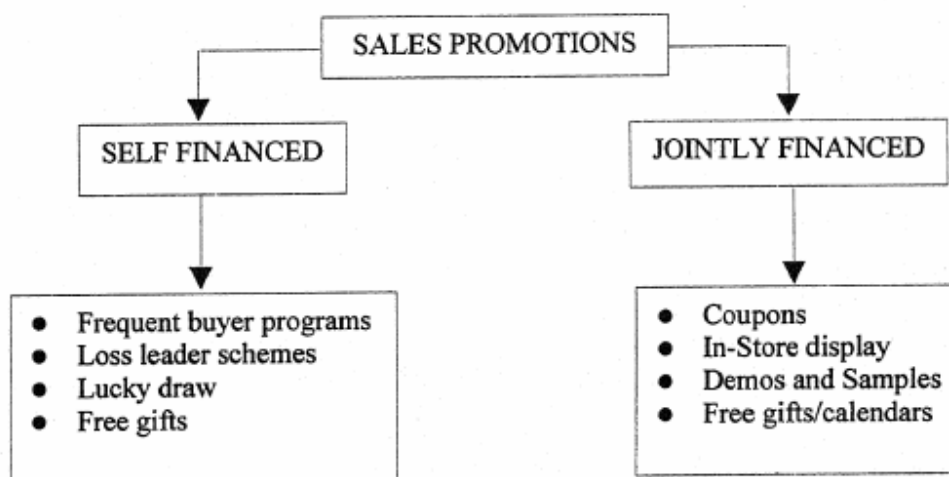 SALES PROMOTIONS
SELF FINANCED
JOINTLY FINANCED
● Frequent buyer programs
● Loss leader schemes
● Lucky draw
● Free gifts
● Coupons
● In-Store display
● Demos and Samples
● Free gifts/calendars